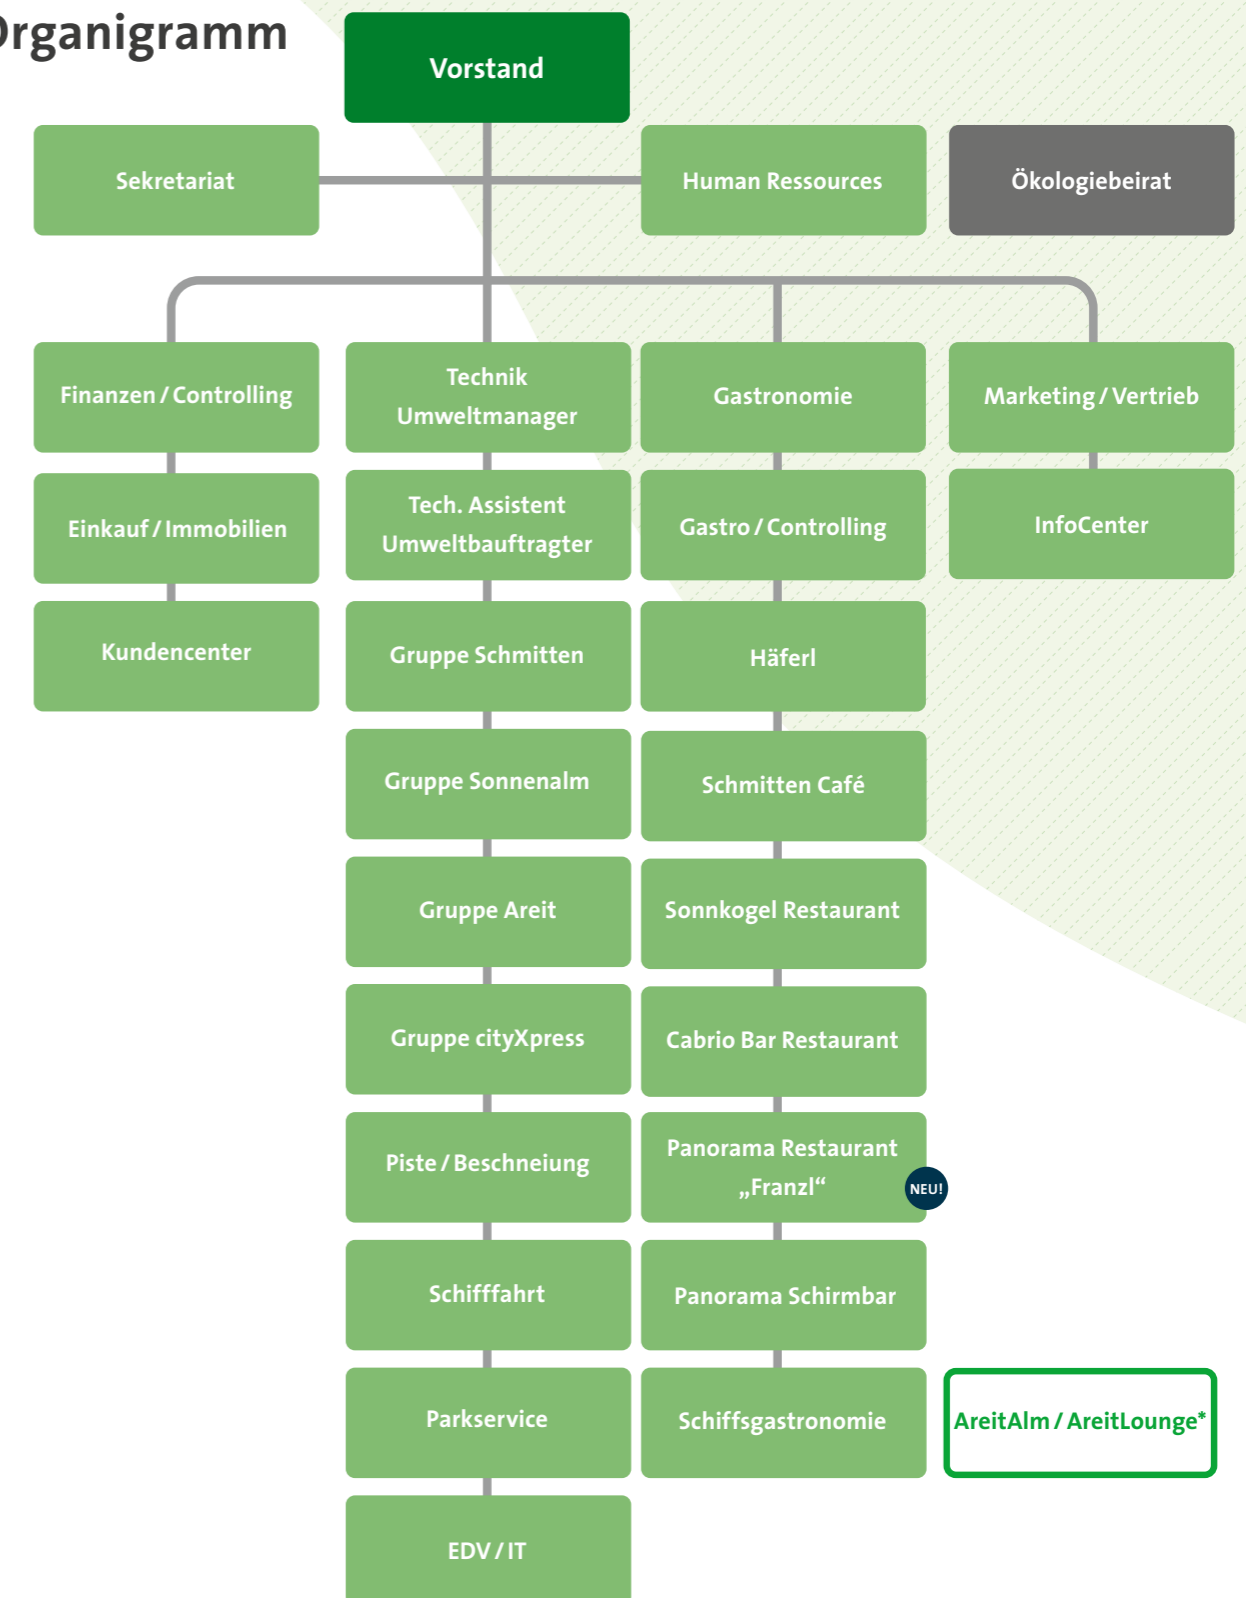 Organigramm
Vorstand
Sekretariat
Human Ressources
Ökologiebeirat
Finanzen / Controlling
Technik
Umweltmanager
Gastronomie
Marketing / Vertrieb
Einkauf / Immobilien
Tech. Assistent
Umweltbauftragter
Gastro / Controlling
InfoCenter
Kundencenter
Gruppe Schmitten
Häferl
Gruppe Sonnenalm
Schmitten Café
Gruppe Areit
Sonnkogel Restaurant
Gruppe cityXpress
Cabrio Bar Restaurant
Piste / Beschneiung
Panorama Restaurant
„Franzl“
NEU!
Schifffahrt
Panorama Schirmbar
Parkservice
Schiffsgastronomie
AreitAlm / AreitLounge*
EDV / IT